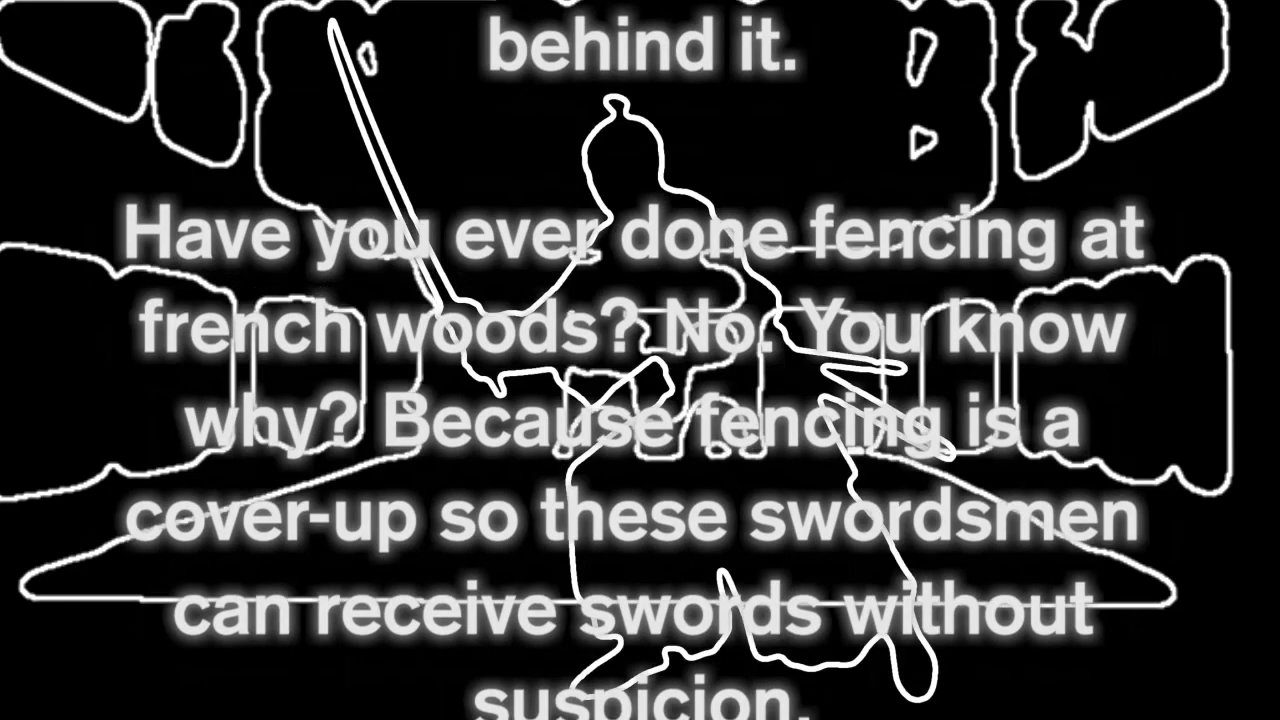 behind it.
Have you ever done fencing at
french woods? No. You know
why? Because fencing is a
cover-up so these swordsmen
can receive swords without
suspicion.